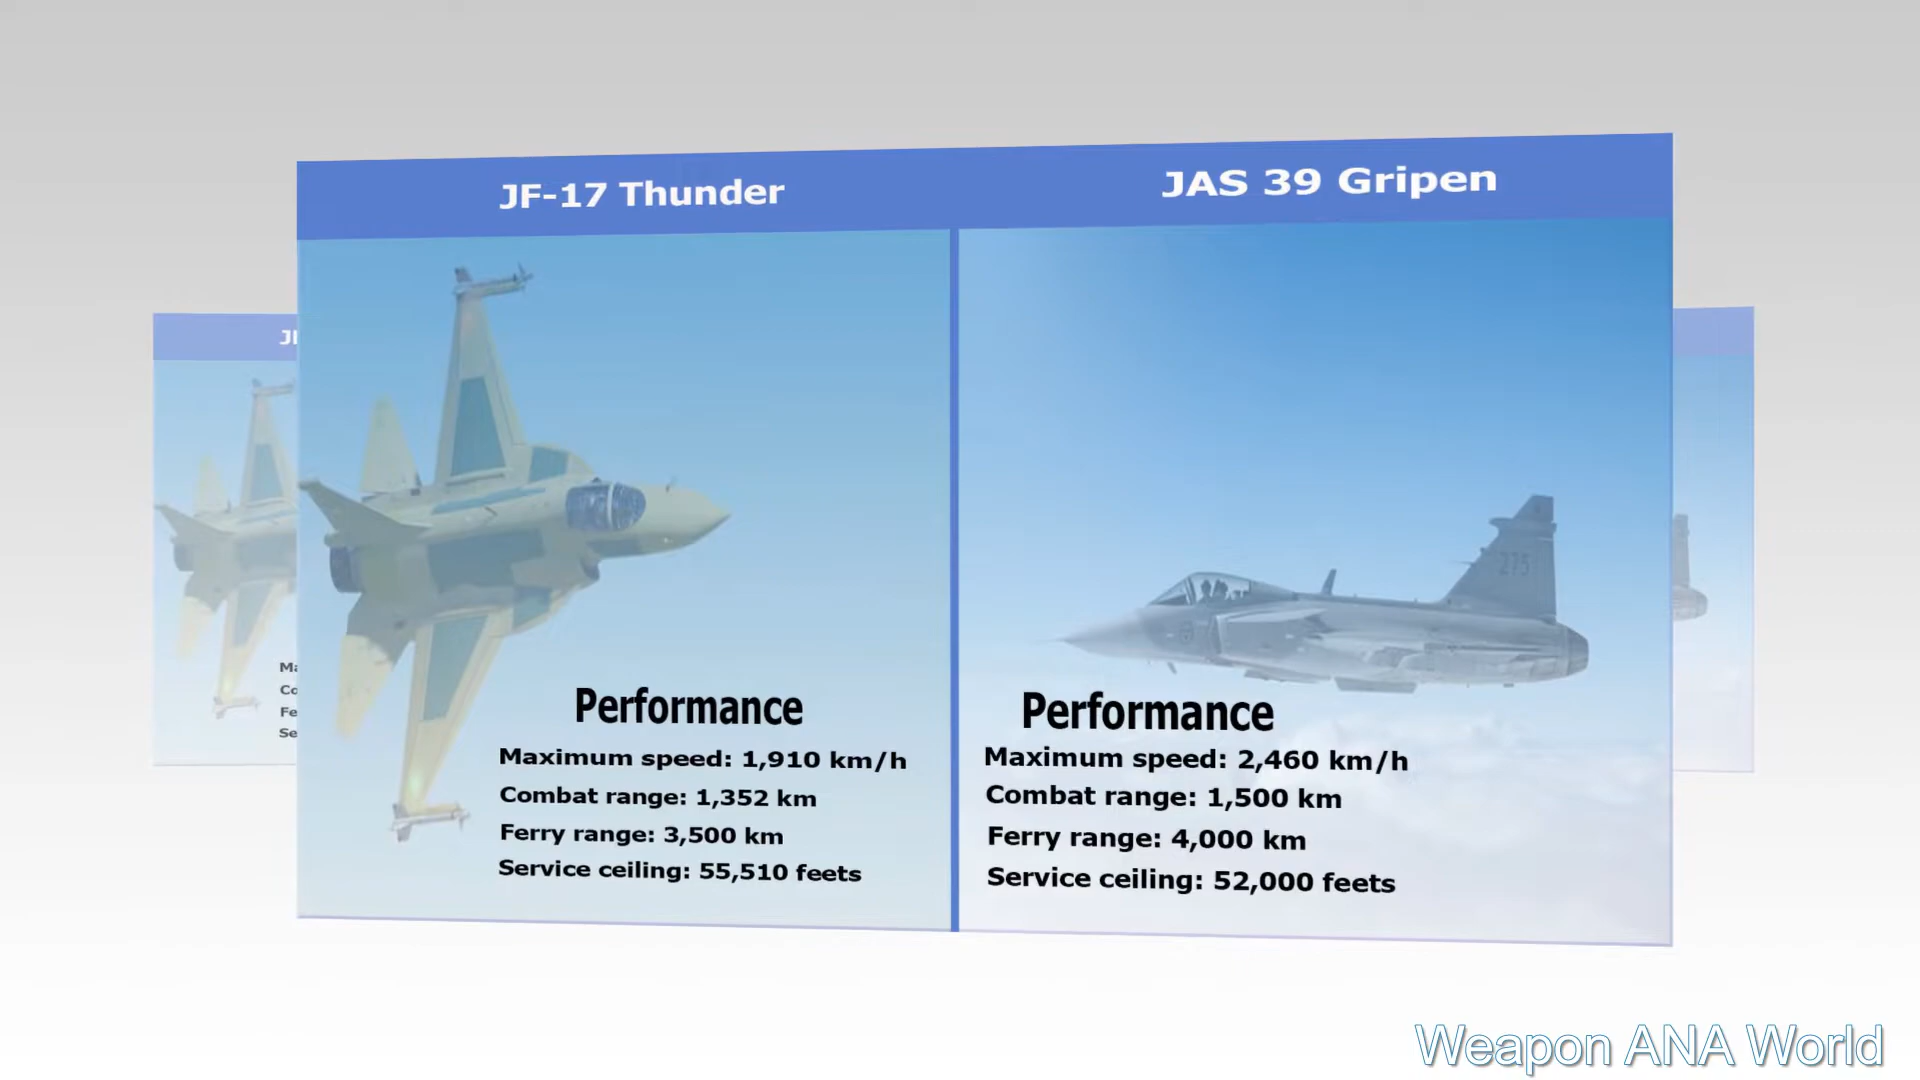 JF-17 Thunder
JAS 39 Gripen
Performance
Maximum speed: 1,910 km/h
Combat range: 1,352 km
Ferry range: 3,500 km
Service ceiling: 55,510 feets
275
Performance
Maximum speed: 2,460 km/h
Combat range: 1,500 km
Ferry range: 4,000 km
Service ceiling: 52,000 feets
Weapon ANA World